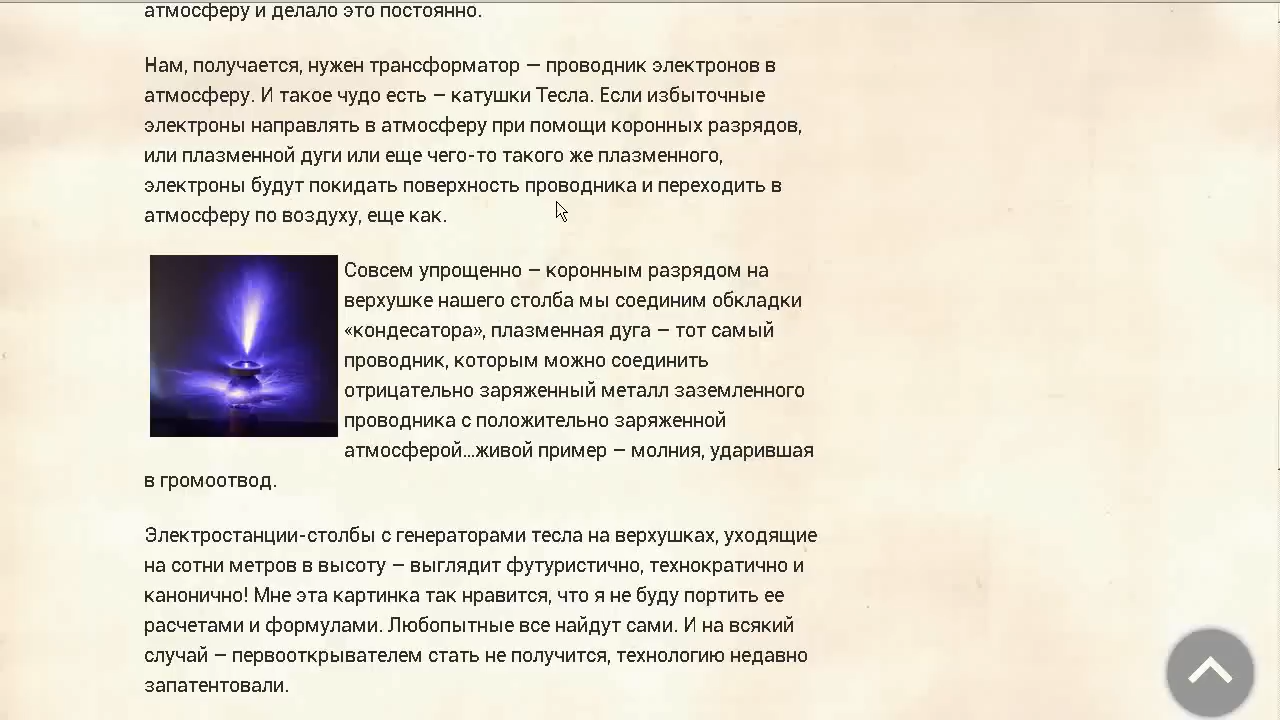 атмосферу и делало это постоянно.
Нам, получается, нужен трансформатор — проводник электронов в
атмосферу. И такое чудо есть – катушки Тесла. Если избыточные
электроны направлять в атмосферу при помощи коронных разрядов,
или плазменной дуги или еще чего-то такого же плазменного,
электроны будут покидать поверхность проводника и переходить в
атмосферу по воздуху, еще как.
Совсем упрощенно – коронным разрядом на
верхушке нашего столба мы соединим обкладки
«кондесатора», плазменная дуга – тот самый
проводник, которым можно соединить
отрицательно заряженный металл заземленного
проводника с положительно заряженной
атмосферой...живой пример – молния, ударившая
в громоотвод.
Электростанции-столбы с генераторами тесла на верхушках, уходящие
на сотни метров в высоту – выглядит футуристично, технократично и
канонично! Мне эта картинка так нравится, что я не буду портить ее
расчетами и формулами. Любопытные все найдут сами. И на всякий
случай – первооткрывателем стать не получится, технологию недавно
запатентовали.